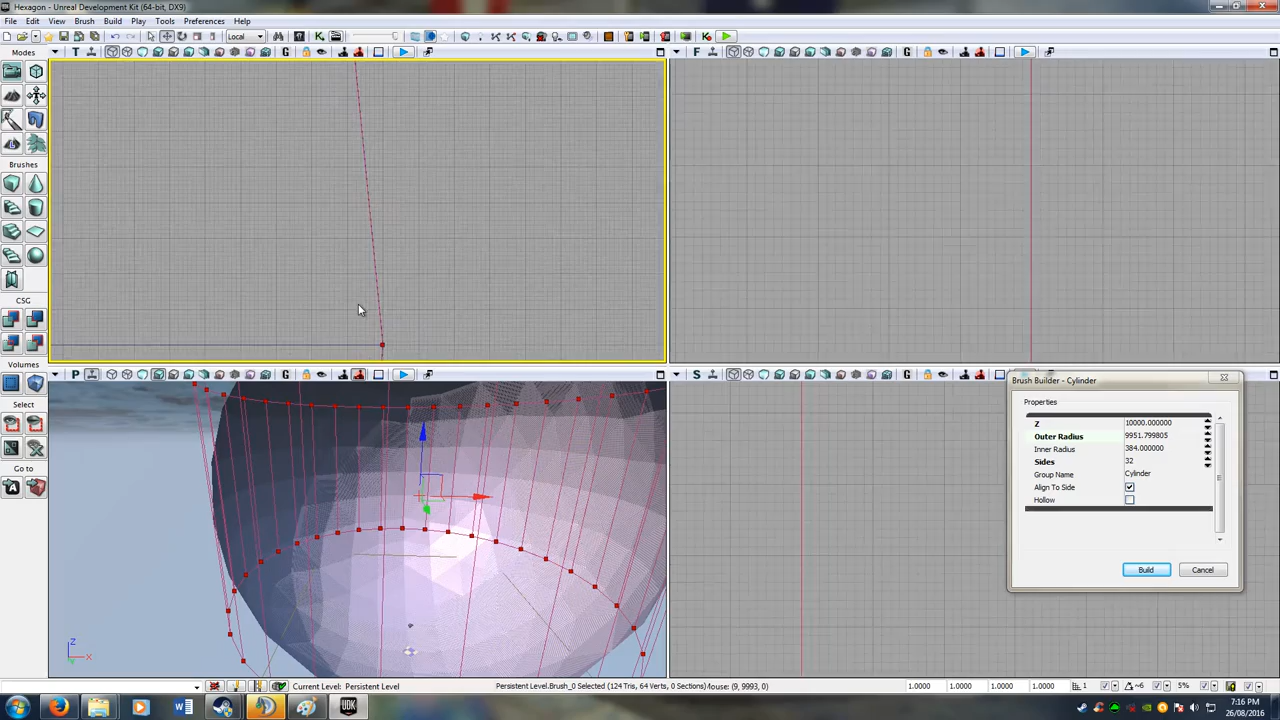 Hexagon - Unreal Development Kit (64-bit, DX9)
File Edit View Brush Build Play Tools Preferences Help
Local
Modes
T
G
F
G
Brushes
CSG
Volumes
Select
Go to
P
G
S
Brush Builder - Cylinder
Properties
Z 10000.000000
Outer Radius 9951.799805
Inner Radius 384.000000
Sides 32
Group Name Cylinder
Align To Side
Hollow
Build Cancel
Z
X
Current Level: Persistent Level
Persistent Level.Brush_0 Selected (124 Tris, 64 Verts, 0 Sections)
Mouse: (9, 9993, 0)
1.0000 1.0000 1.0000 1.0000
1
~6
5%
UDK
7:16 PM
26/08/2016